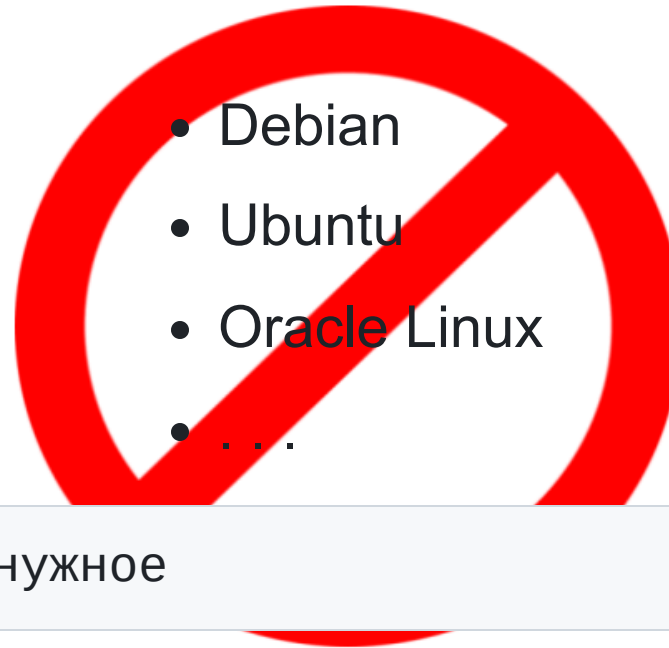 Debian
Ubuntu
Oracle Linux
. . .
нужное